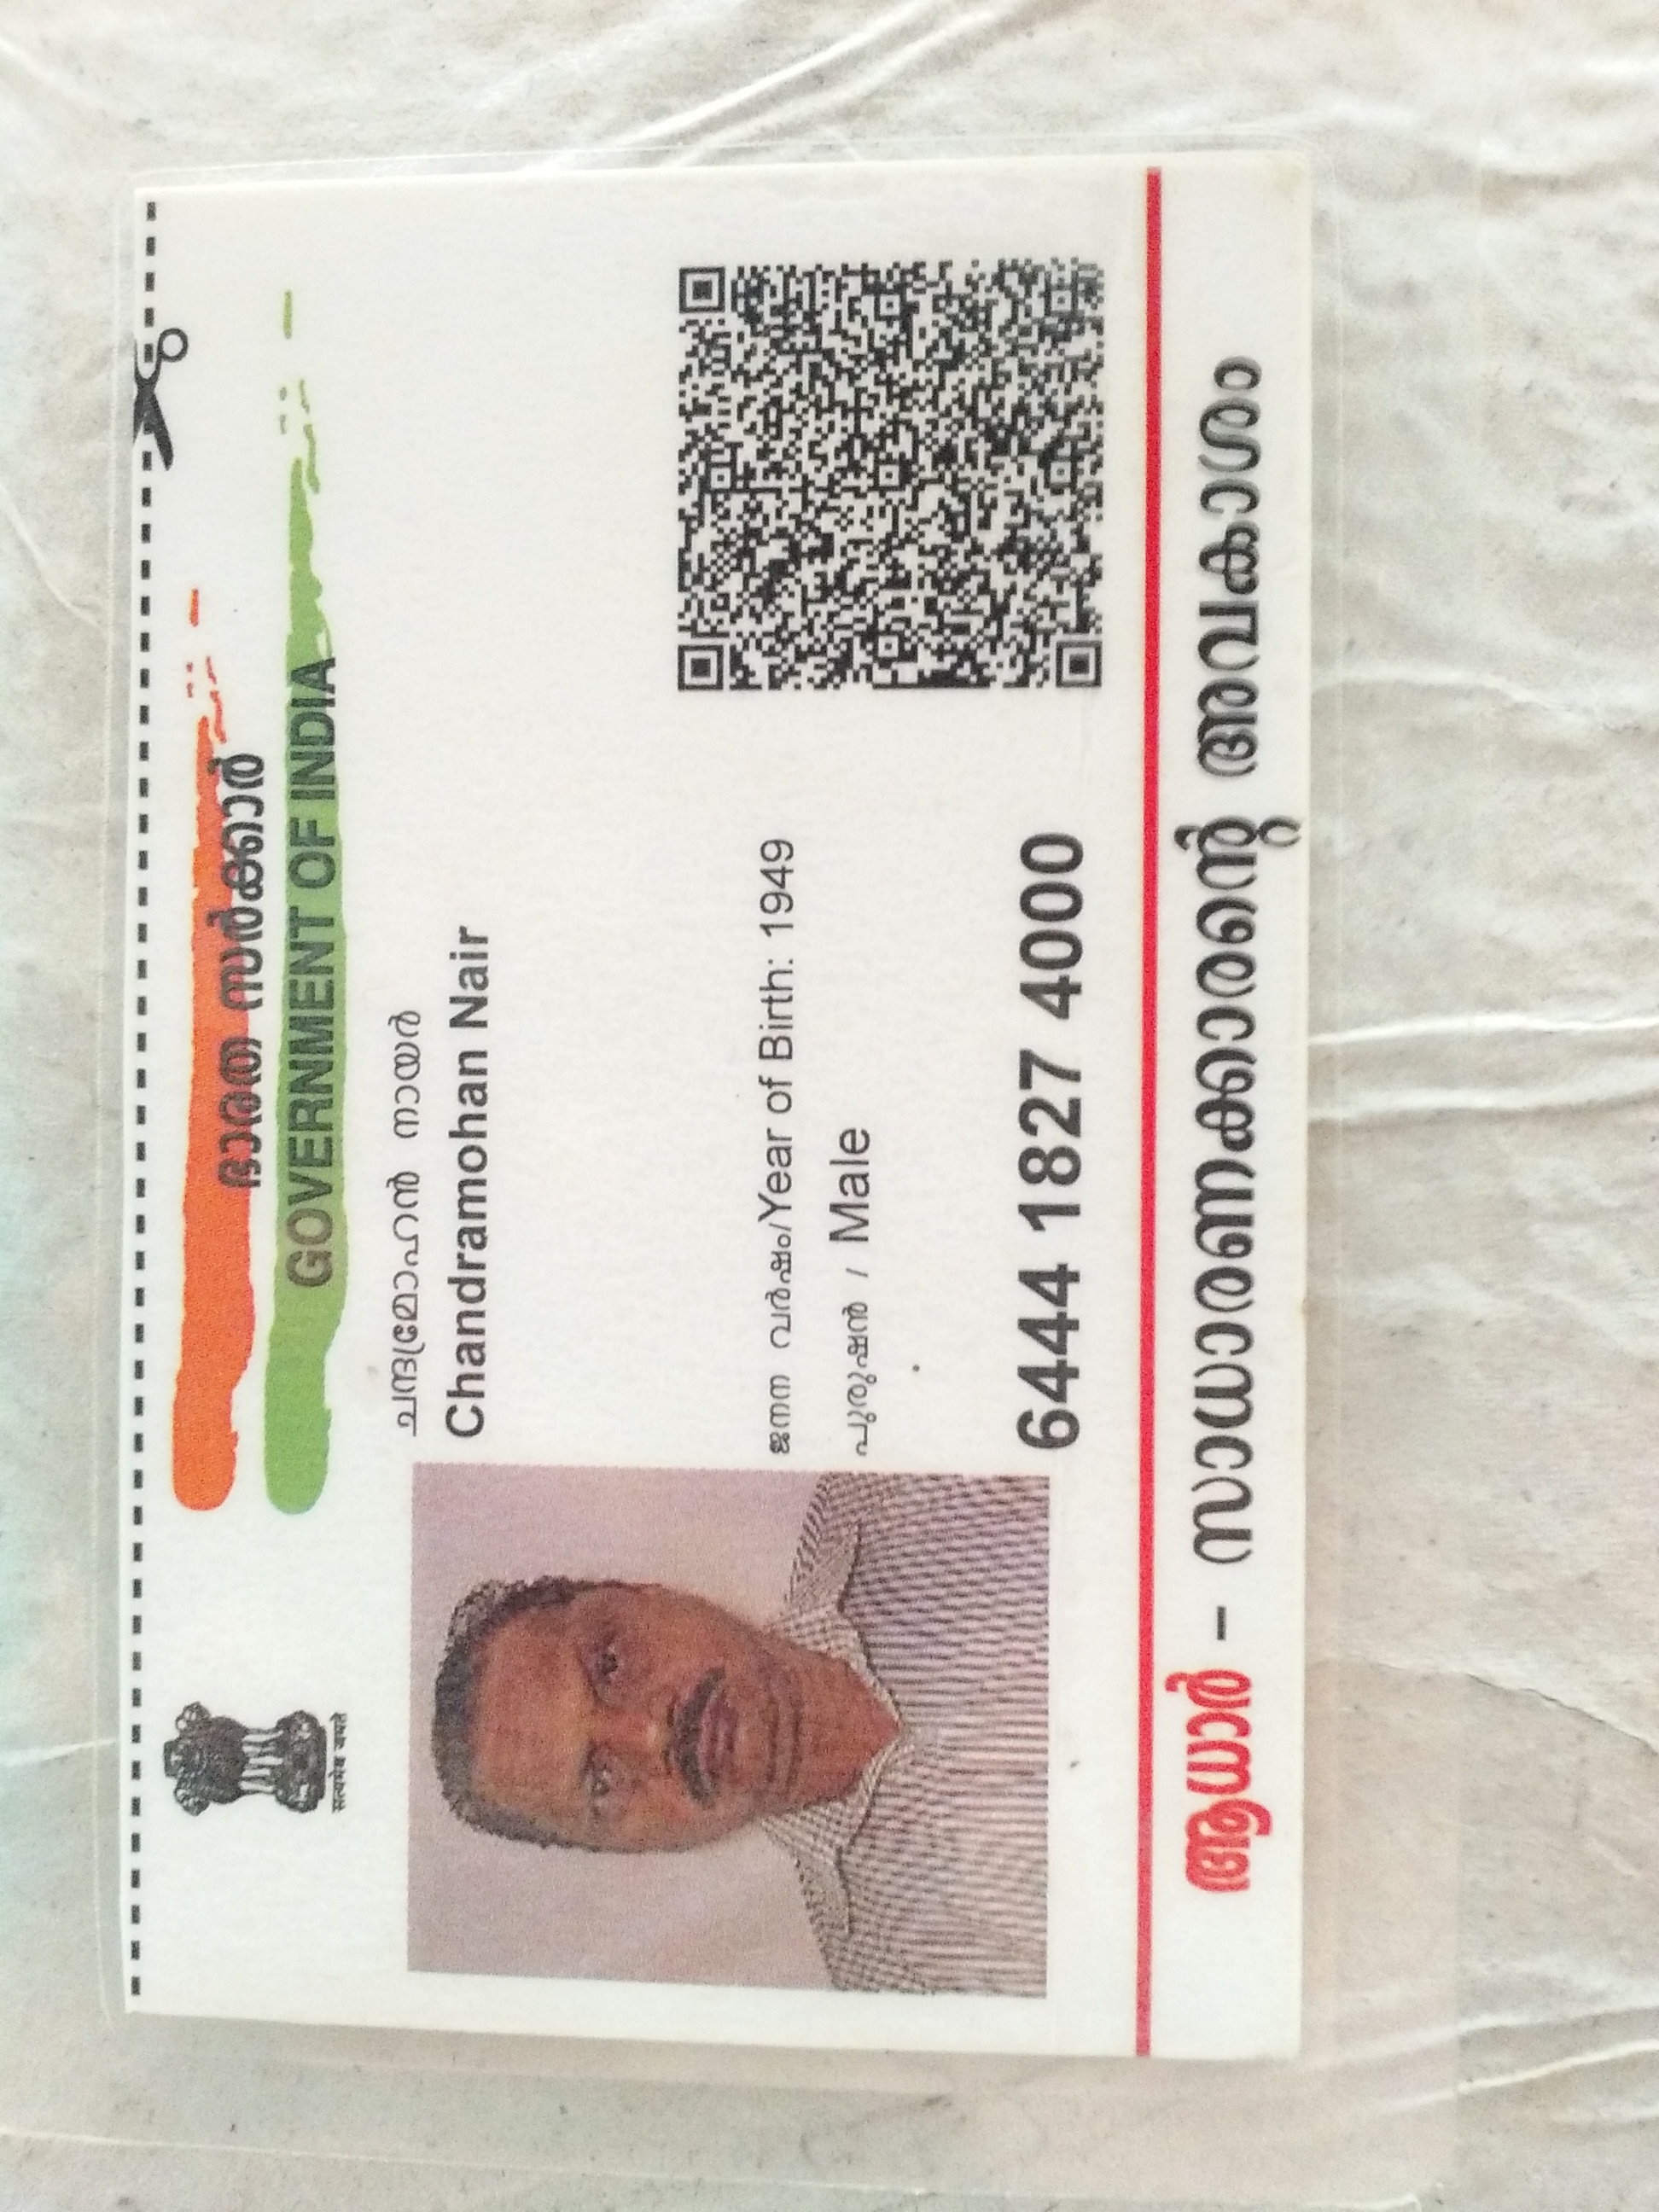 ഭാരത സർക്കാർ
GOVERNMENT OF INDIA
सत्यमेव जयते
ചന്ദ്രമോഹൻ നായർ
Chandramohan Nair
ജനന വർഷം/Year of Birth: 1949
പുരുഷൻ / Male
6444 1827 4000
ആധാർ - സാധാരണക്കാരന്റെ അവകാശം